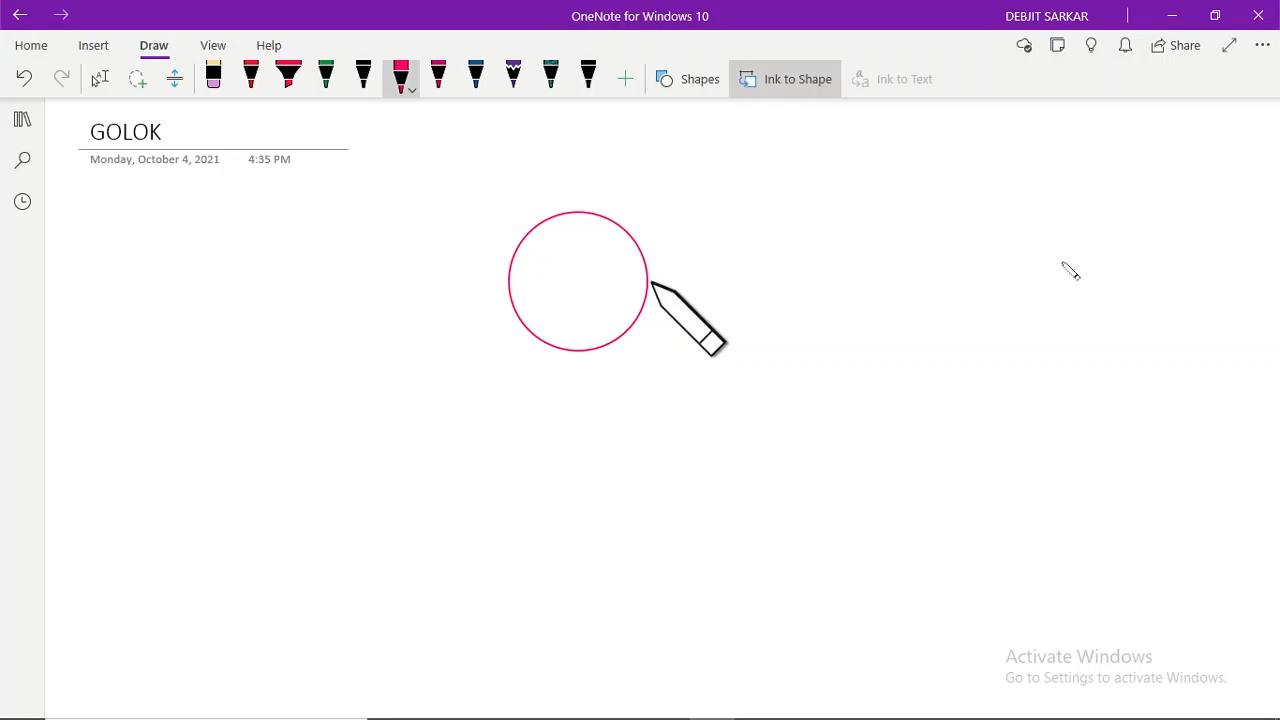 OneNote for Windows 10
DEBJIT SARKAR
Home Insert Draw View Help
Share
Shapes
Ink to Shape
Ink to Text
GOLOK
Monday, October 4, 2021 4:35 PM
Activate Windows
Go to Settings to activate Windows.